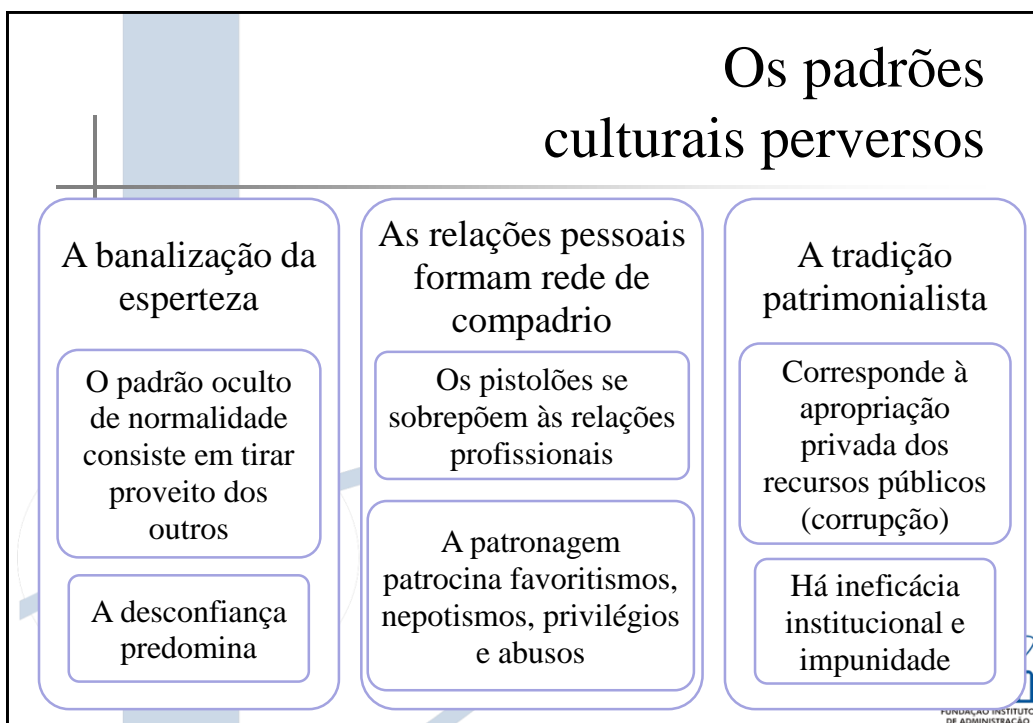 Os padrões
culturais perversos
A banalização da
esperteza
O padrão oculto
de normalidade
consiste em tirar
proveito dos
outros
A desconfiança
predomina
As relações pessoais
formam rede de
compadrio
Os pistolões se
sobrepõem às relações
profissionais
A patronagem
patrocina favoritismos,
nepotismos, privilégios
e abusos
A tradição
patrimonialista
Corresponde à
apropriação
privada dos
recursos públicos
(corrupção)
Há ineficácia
institucional e
impunidade
FUNDAÇÃO INSTITUTO
DE ADMINISTRAÇÃO